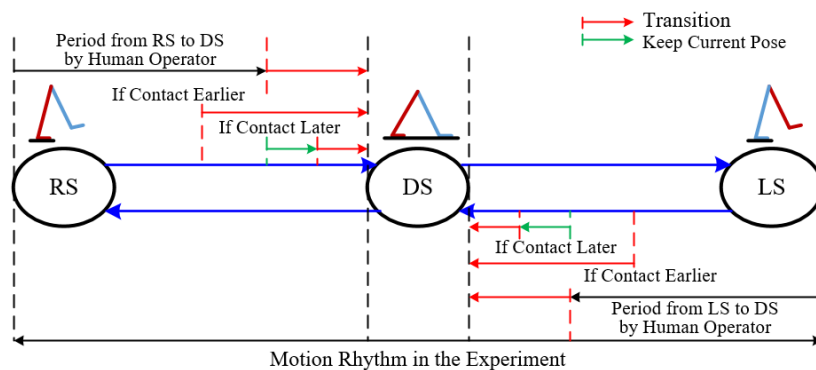 Transition
Keep Current Pose
Period from RS to DS
by Human Operator
If Contact Earlier
If Contact Later
RS
DS
LS
If Contact Later
If Contact Earlier
Period from LS to DS
by Human Operator
Motion Rhythm in the Experiment